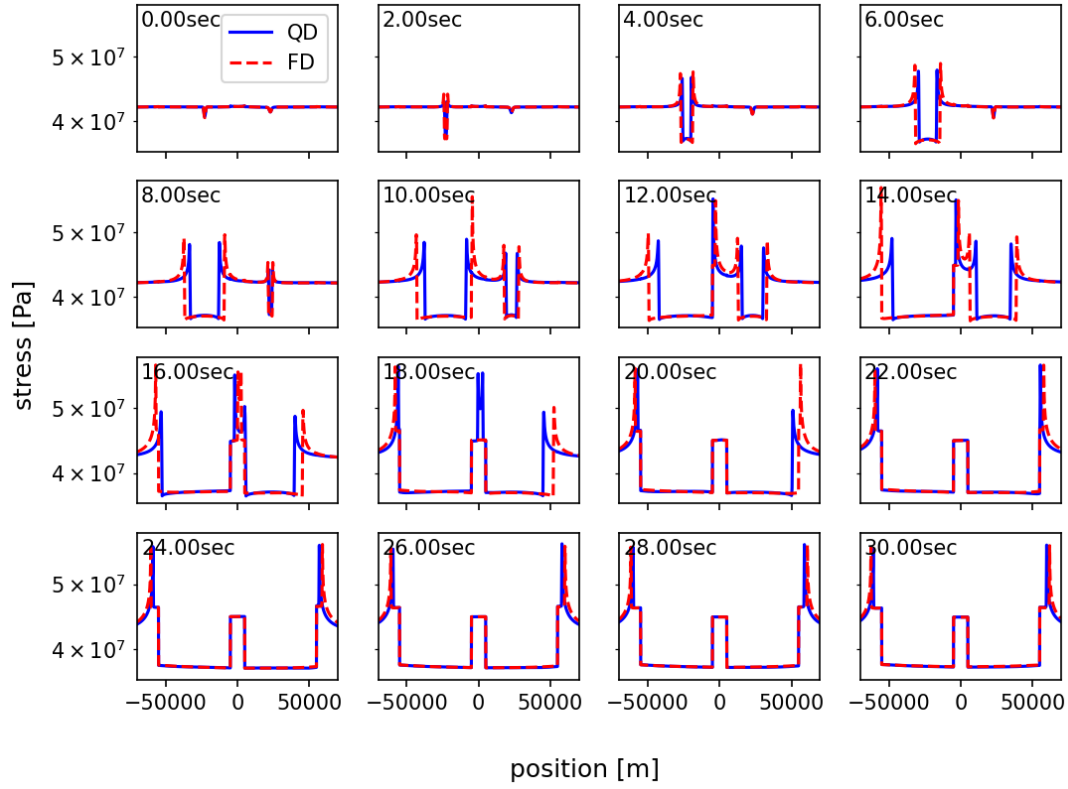 0.00sec
QD
FD
2.00sec
4.00sec
6.00sec
5×10⁷
4×10⁷
8.00sec
10.00sec
12.00sec
14.00sec
5×10⁷
4×10⁷
stress [Pa]
16.00sec
18.00sec
20.00sec
22.00sec
5×10⁷
4×10⁷
24.00sec
26.00sec
28.00sec
30.00sec
5×10⁷
4×10⁷
−50000 0 50000 −50000 0 50000 −50000 0 50000 −50000 0 50000
position [m]